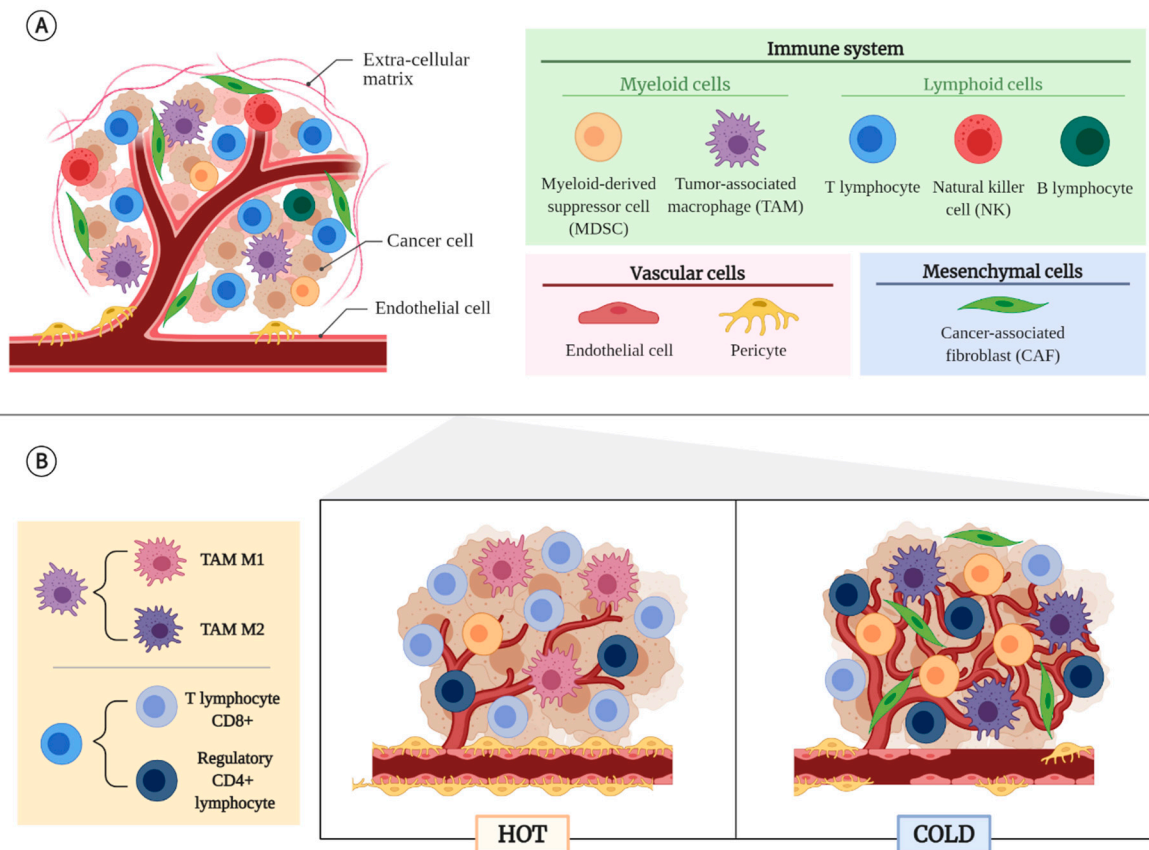 A
Extra-cellular
matrix
Cancer cell
Endothelial cell
Immune system
Myeloid cells
Lymphoid cells
Myeloid-derived
suppressor cell
(MDSC)
Tumor-associated
macrophage (TAM)
T lymphocyte
Natural killer
cell (NK)
B lymphocyte
Vascular cells
Endothelial cell
Pericyte
Mesenchymal cells
Cancer-associated
fibroblast (CAF)
B
TAM M1
TAM M2
T lymphocyte
CD8+
Regulatory
CD4+
lymphocyte
HOT
COLD